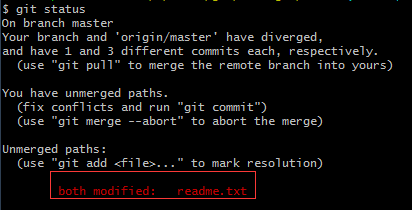 $ git status
On branch master
Your branch and 'origin/master' have diverged,
and have 1 and 3 different commits each, respectively.
(use "git pull" to merge the remote branch into yours)
You have unmerged paths.
(fix conflicts and run "git commit")
(use "git merge --abort" to abort the merge)
Unmerged paths:
(use "git add <file>..." to mark resolution)
both modified: readme.txt